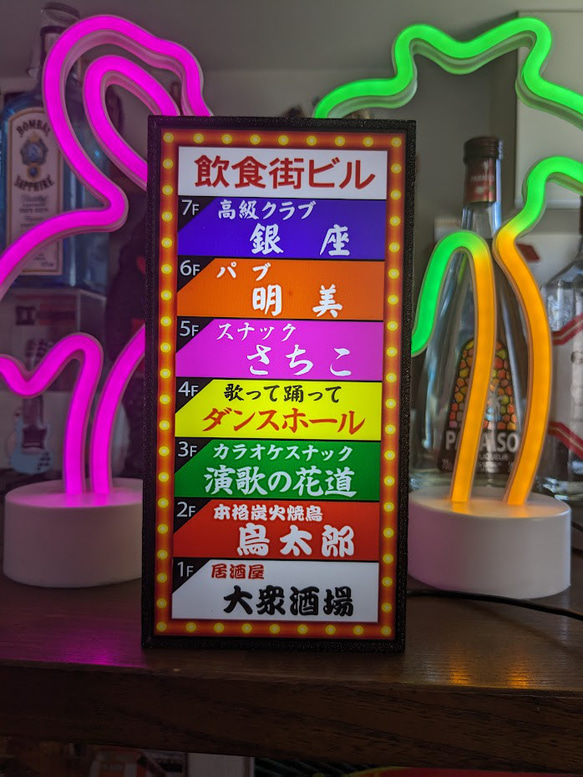 飲食街ビル
7F 高級クラブ
銀座
6F パブ
明美
5F スナック
さちこ
4F 歌って踊って
ダンスホール
3F カラオケスナック
演歌の花道
2F 本格炭火焼鳥
鳥太郎
1F 居酒屋
大衆酒場
BOMBAY
SAPPHIRE